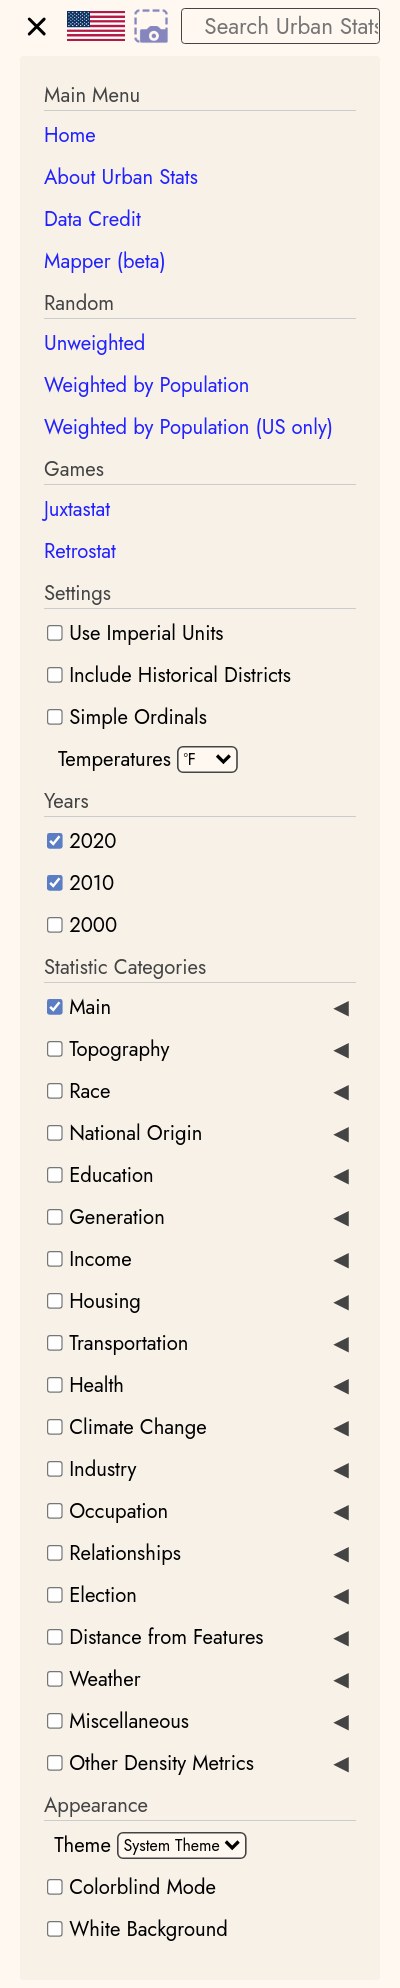 Search Urban Stats
Main Menu
Home
About Urban Stats
Data Credit
Mapper (beta)
Random
Unweighted
Weighted by Population
Weighted by Population (US only)
Games
Juxtastat
Retrostat
Settings
Use Imperial Units
Include Historical Districts
Simple Ordinals
Temperatures °F
Years
2020
2010
2000
Statistic Categories
Main
Topography
Race
National Origin
Education
Generation
Income
Housing
Transportation
Health
Climate Change
Industry
Occupation
Relationships
Election
Distance from Features
Weather
Miscellaneous
Other Density Metrics
Appearance
Theme System Theme
Colorblind Mode
White Background